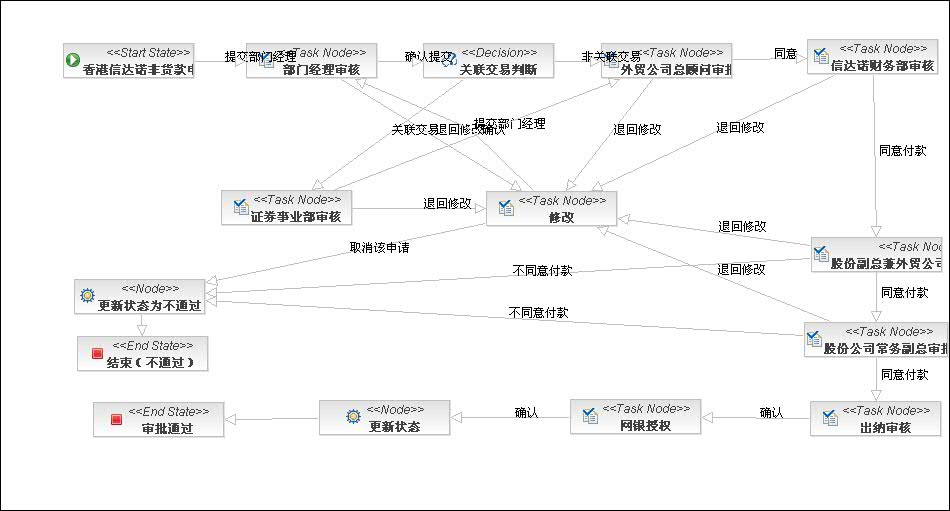 <<Start State>>
香港信达诺非贷款申
提交部门经理
<<Task Node>>
部门经理审核
确认提交
<<Decision>>
关联交易判断
非关联交易
<<Task Node>>
外贸公司总顾问审批
同意
<<Task Node>>
信达诺财务部审核
关联交易
退回修改
确认
提交部门经理
退回修改
退回修改
同意付款
<<Task Node>>
证券事业部审核
退回修改
<<Task Node>>
修改
退回修改
取消该申请
<<Task Noc
股份副总兼外贸公司
不同意付款
退回修改
<<Node>>
更新状态为不通过
同意付款
不同意付款
<<Task Node>>
股份公司常务副总审批
<<End State>>
结束（不通过）
同意付款
<<End State>>
审批通过
<<Node>>
更新状态
确认
<<Task Node>>
网银授权
确认
<<Task Node>>
出纳审核